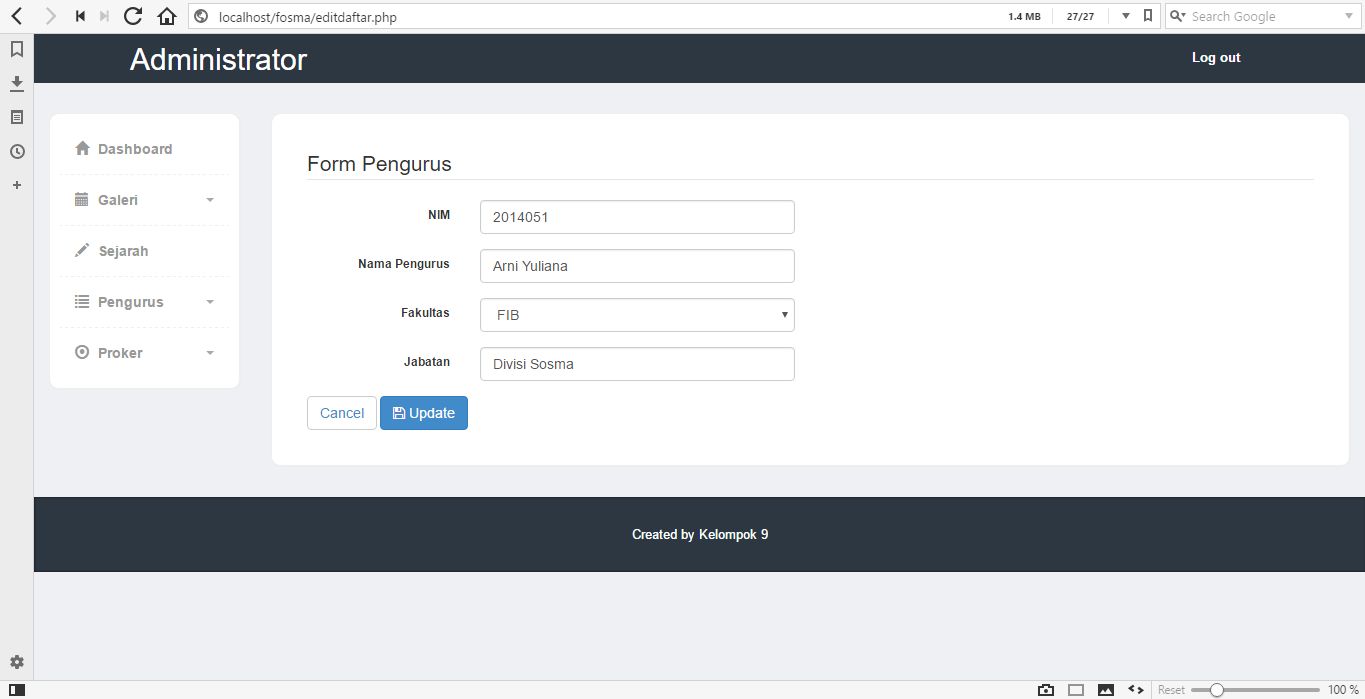 localhost/fosma/editdaftar.php 1.4 MB 27/27 Search Google
Administrator Log out
Dashboard
Galeri
Sejarah
Pengurus
Proker
Form Pengurus
NIM 2014051
Nama Pengurus Arni Yuliana
Fakultas FIB
Jabatan Divisi Sosma
Cancel Update
Created by Kelompok 9
Reset 100 %